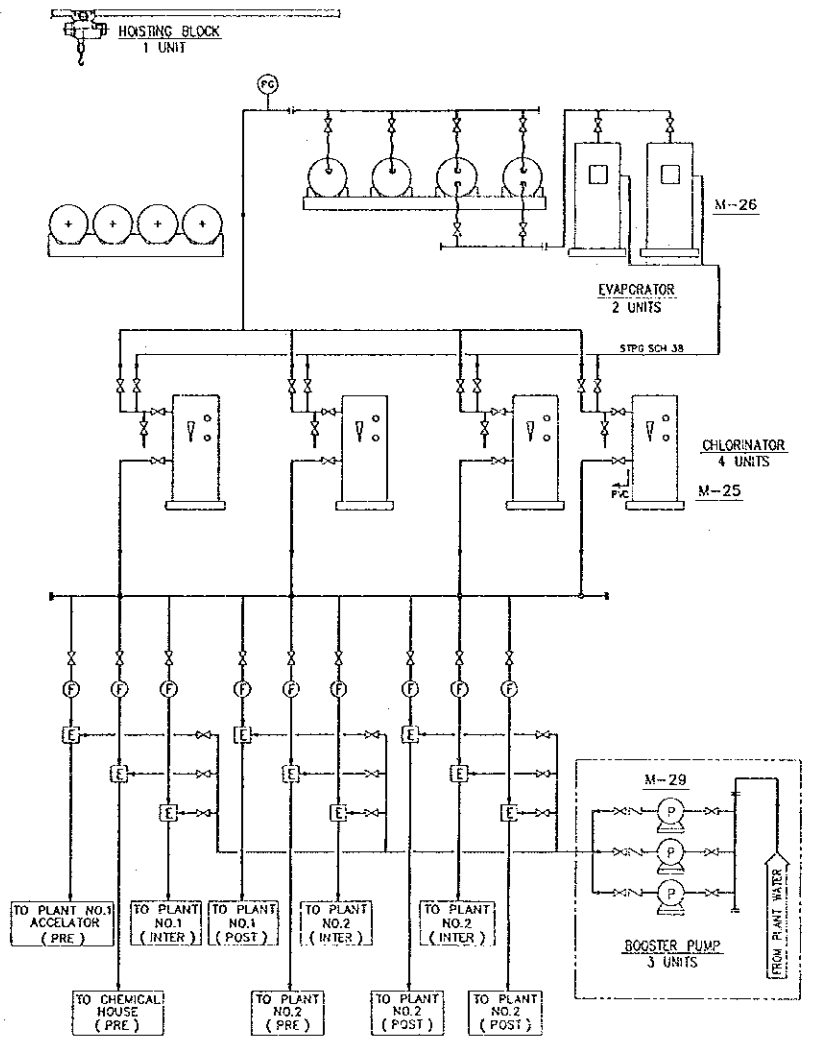 HOISTING BLOCK
1 UNIT
PG
M-26
EVAPORATOR
2 UNITS
STPG SCH 38
CHLORINATOR
4 UNITS
PVC
M-25
F F F F F F F F F
E E E
E E E
E E E
M-29
P
P
P
BOOSTER PUMP
3 UNITS
FROM PLANT WATER
TO PLANT NO.1
ACCELATOR
( PRE )
TO PLANT
NO.1
( INTER )
TO PLANT
NO.1
( POST )
TO PLANT
NO.2
( INTER )
TO PLANT
NO.2
( INTER )
TO CHEMICAL
HOUSE
( PRE )
TO PLANT
NO.2
( PRE )
TO PLANT
NO.2
( POST )
TO PLANT
NO.2
( POST )